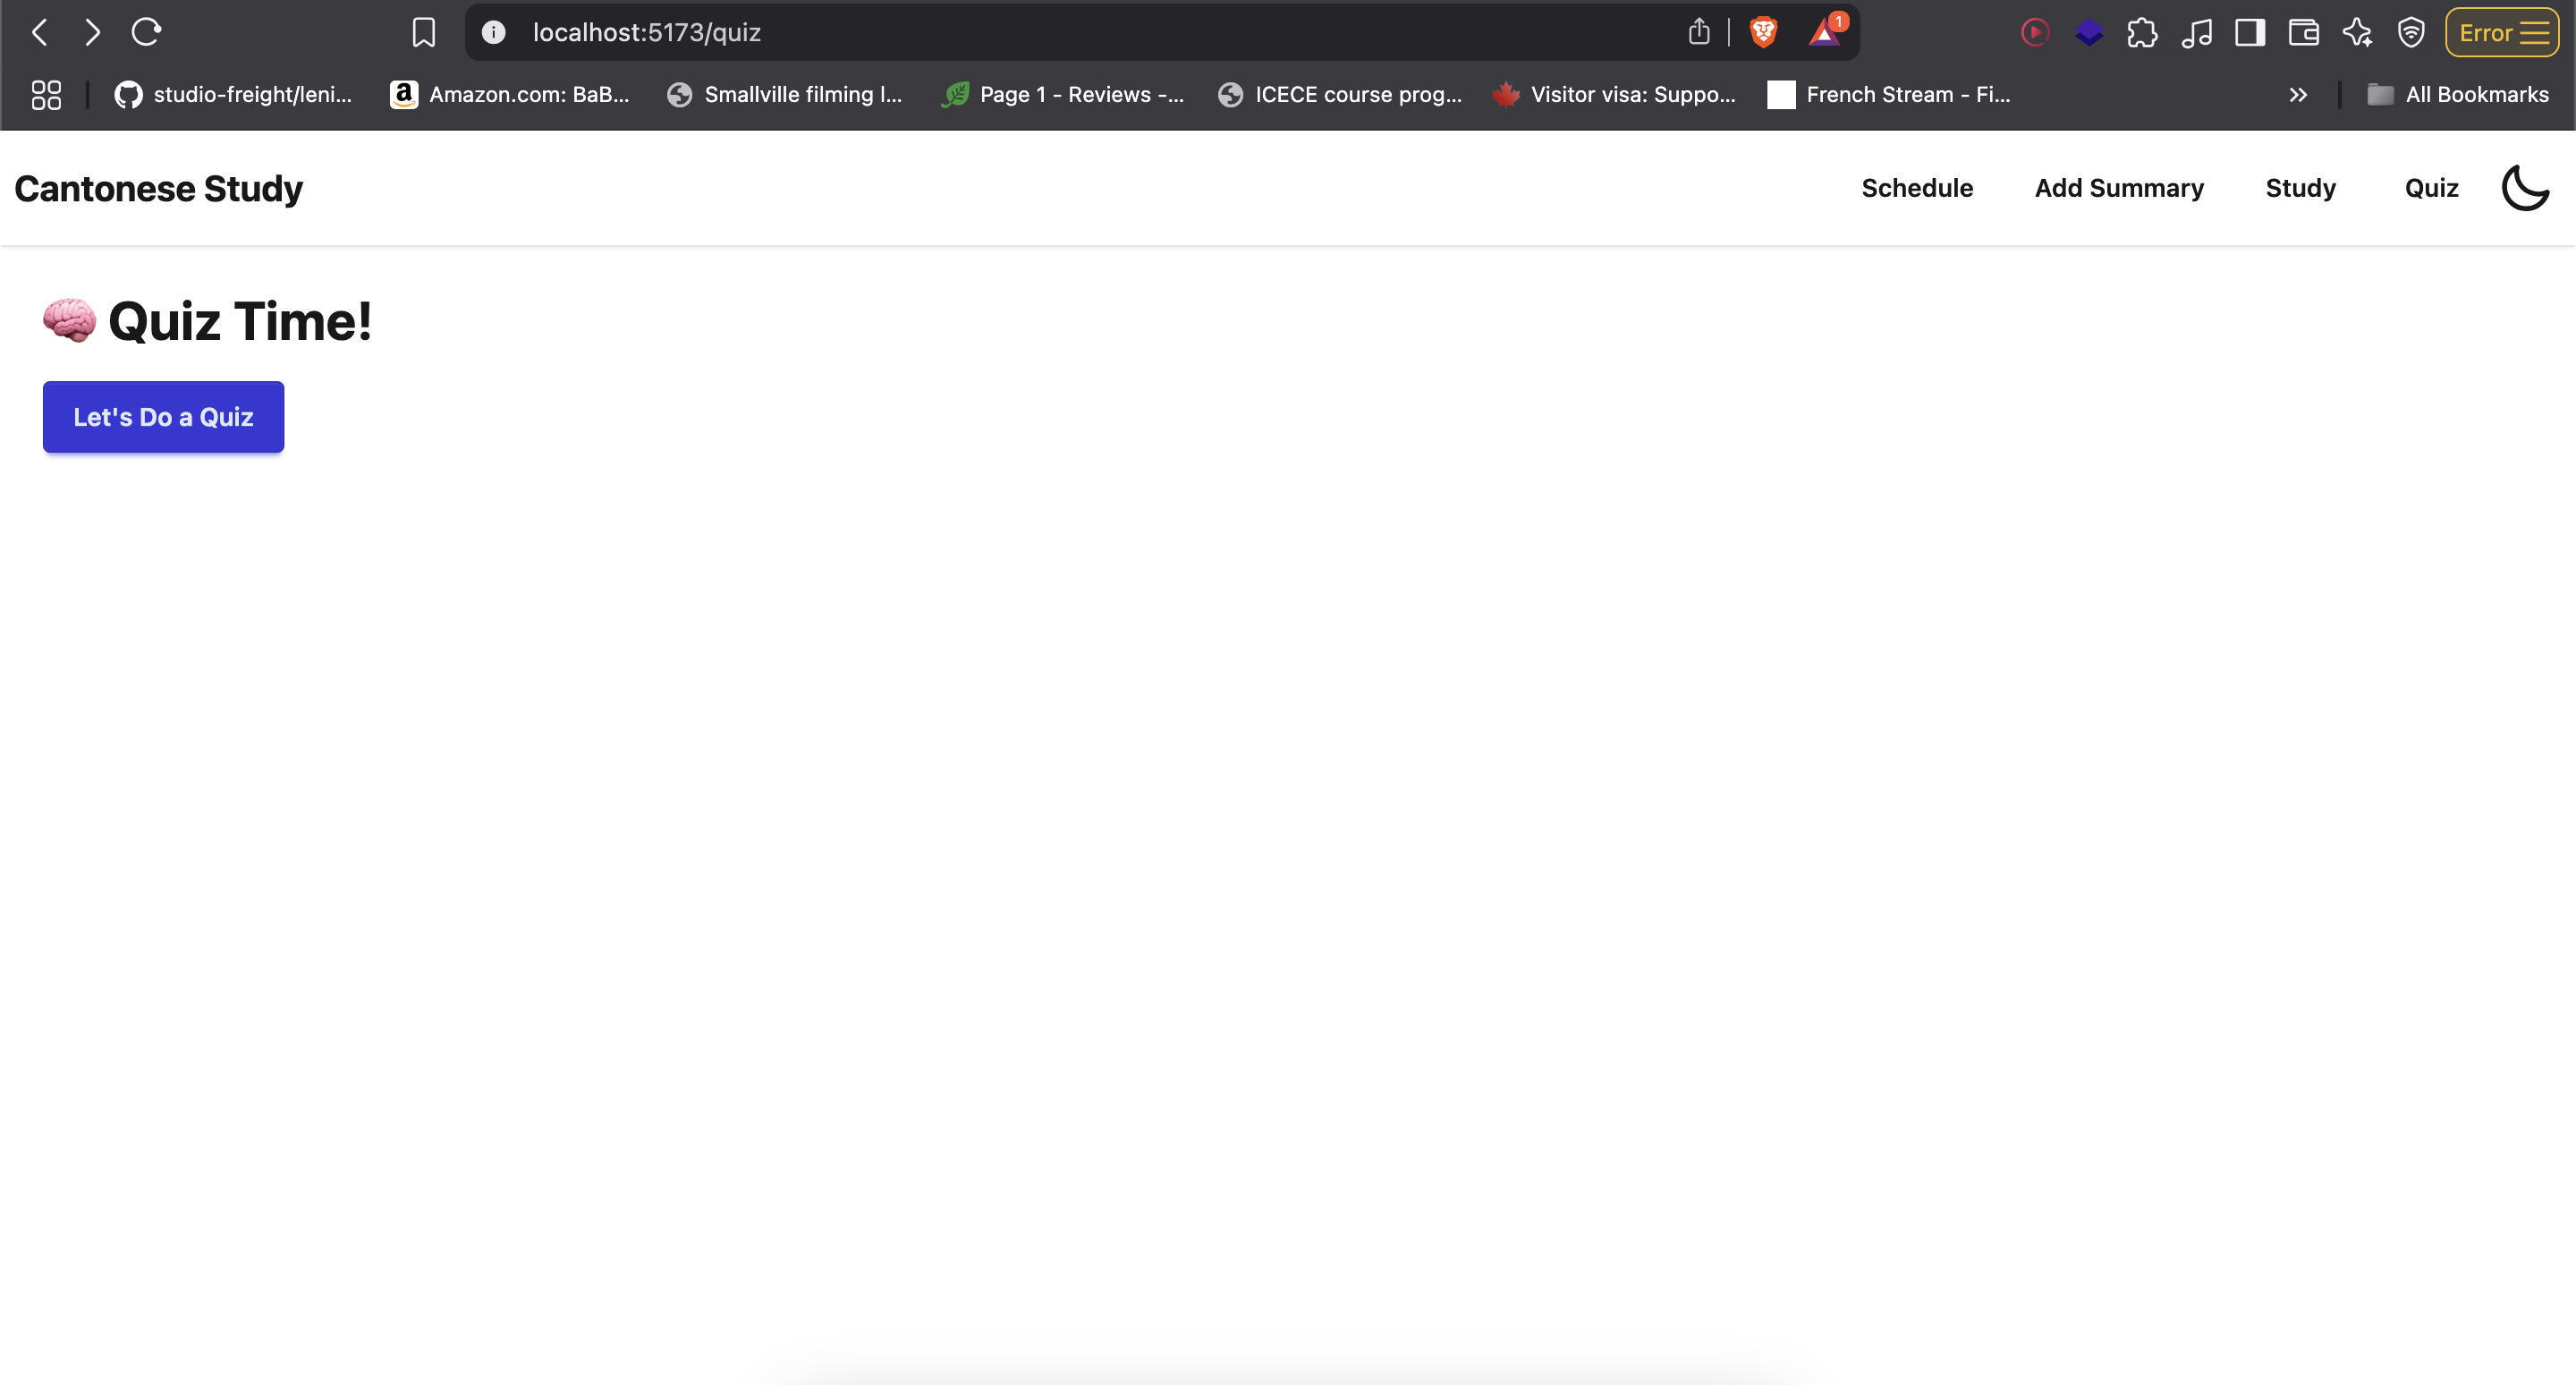 localhost:5173/quiz
1
Error
studio-freight/leni...
Amazon.com: BaB...
Smallville filming l...
Page 1 - Reviews -...
ICECE course prog...
Visitor visa: Suppo...
French Stream - Fi...
All Bookmarks
Cantonese Study
Schedule
Add Summary
Study
Quiz
🧠 Quiz Time!
Let's Do a Quiz